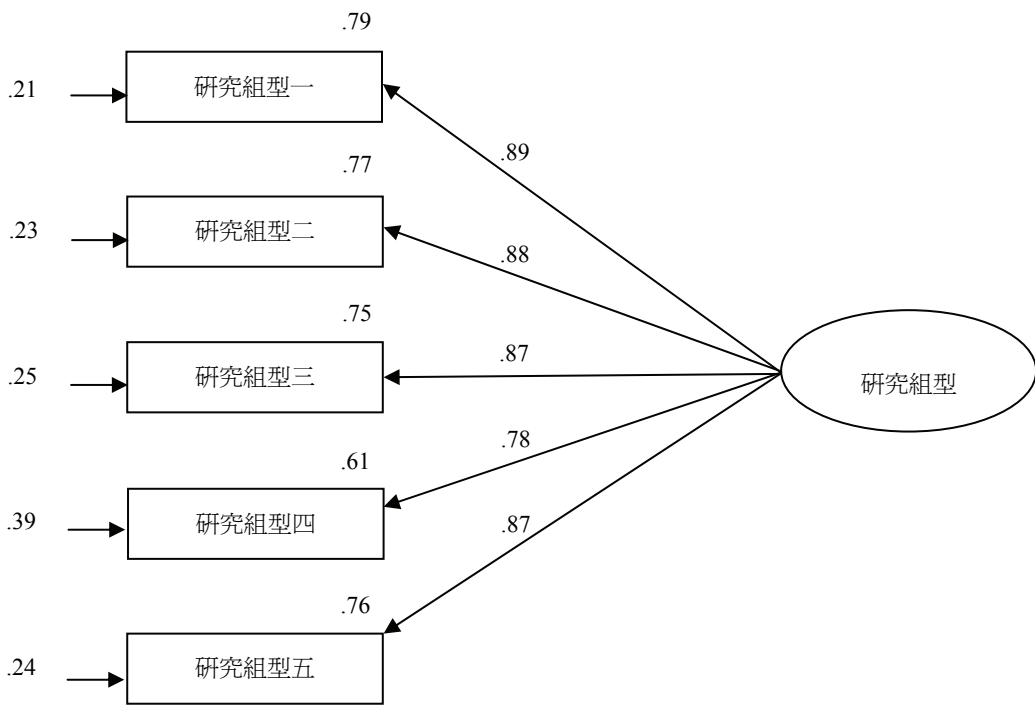 .79
研究組型一
.21
.89
.77
研究組型二
.23
.88
.75
研究組型三
.25
.87
研究組型
.61
.78
研究組型四
.39
.87
.76
研究組型五
.24